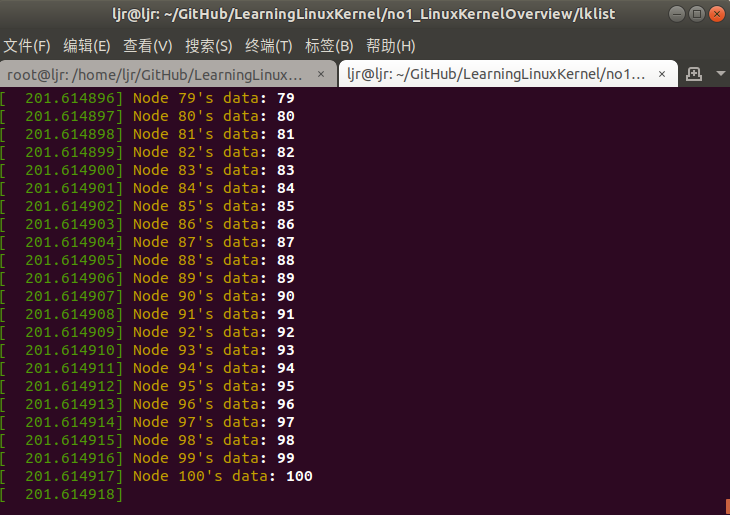 ljr@ljr: ~/GitHub/LearningLinuxKernel/no1_LinuxKernelOverview/lklist
文件(F) 编辑(E) 查看(V) 搜索(S) 终端(T) 标签(B) 帮助(H)
root@ljr: /home/ljr/GitHub/LearningLinux… × ljr@ljr: ~/GitHub/LearningLinuxKernel/no1… ×
[  201.614896] Node 79's data: 79
[  201.614897] Node 80's data: 80
[  201.614898] Node 81's data: 81
[  201.614899] Node 82's data: 82
[  201.614900] Node 83's data: 83
[  201.614901] Node 84's data: 84
[  201.614902] Node 85's data: 85
[  201.614903] Node 86's data: 86
[  201.614904] Node 87's data: 87
[  201.614905] Node 88's data: 88
[  201.614906] Node 89's data: 89
[  201.614907] Node 90's data: 90
[  201.614908] Node 91's data: 91
[  201.614909] Node 92's data: 92
[  201.614910] Node 93's data: 93
[  201.614911] Node 94's data: 94
[  201.614912] Node 95's data: 95
[  201.614913] Node 96's data: 96
[  201.614914] Node 97's data: 97
[  201.614915] Node 98's data: 98
[  201.614916] Node 99's data: 99
[  201.614917] Node 100's data: 100
[  201.614918]